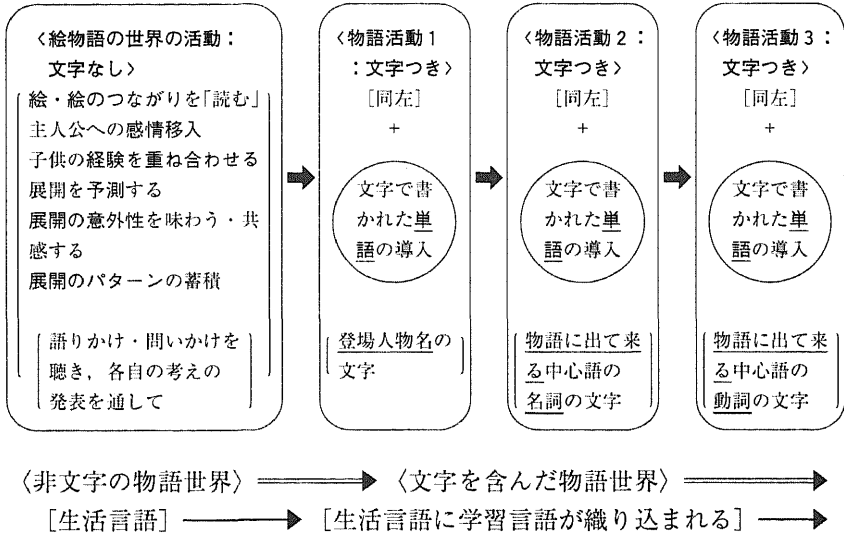 〈絵物語の世界の活動：
文字なし〉
絵・絵のつながりを「読む」
主人公への感情移入
子供の経験を重ね合わせる
展開を予測する
展開の意外性を味わう・共
感する
展開のパターンの蓄積
語りかけ・問いかけを
聴き，各自の考えの
発表を通して
〈物語活動1
：文字つき〉
［同左］
+
文字で書
かれた単
語の導入
登場人物名の
文字
〈物語活動2：
文字つき〉
［同左］
+
文字で書
かれた単
語の導入
物語に出て来
る中心語の
名詞の文字
〈物語活動3：
文字つき〉
［同左］
+
文字で書
かれた単
語の導入
物語に出て来
る中心語の
動詞の文字
〈非文字の物語世界〉 〈文字を含んだ物語世界〉
［生活言語］ ［生活言語に学習言語が織り込まれる］